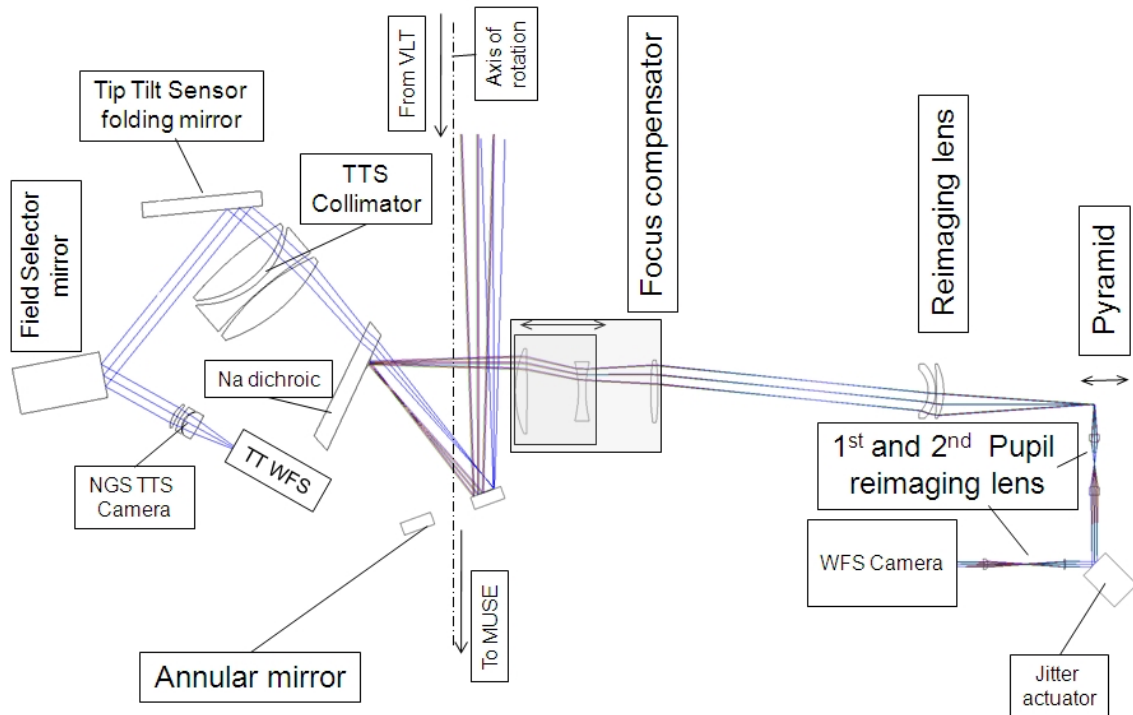 From VLT
Axis of
rotation
Tip Tilt Sensor
folding mirror
TTS
Collimator
Focus compensator
Reimaging lens
Pyramid
Field Selector
mirror
Na dichroic
TT WFS
NGS TTS
Camera
1st and 2nd Pupil
reimaging lens
WFS Camera
To MUSE
Annular mirror
Jitter
actuator